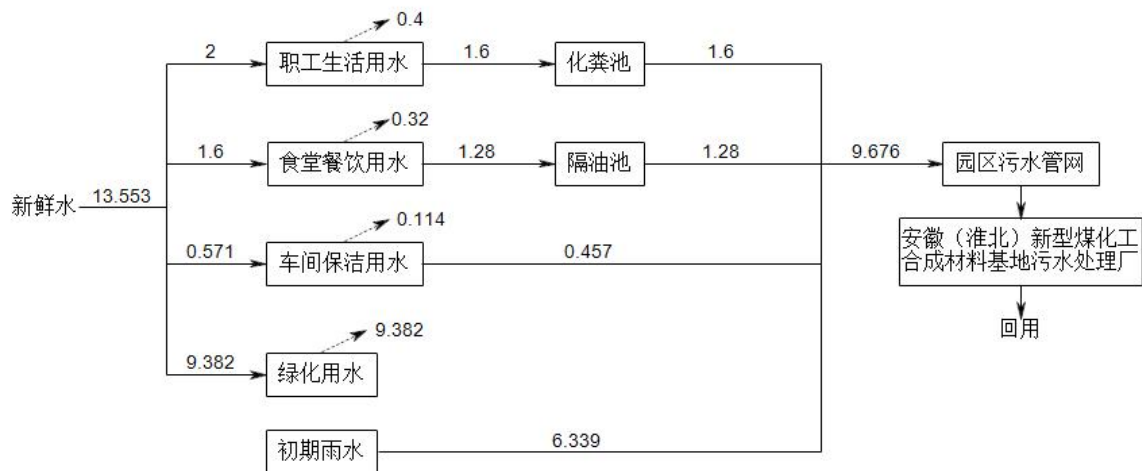 0.4
2
职工生活用水
1.6
化粪池
1.6
0.32
1.6
食堂餐饮用水
1.28
隔油池
1.28
9.676
园区污水管网
新鲜水
13.553
0.114
0.571
车间保洁用水
0.457
安徽（淮北）新型煤化工
合成材料基地污水处理厂
回用
9.382
9.382
绿化用水
初期雨水
6.339